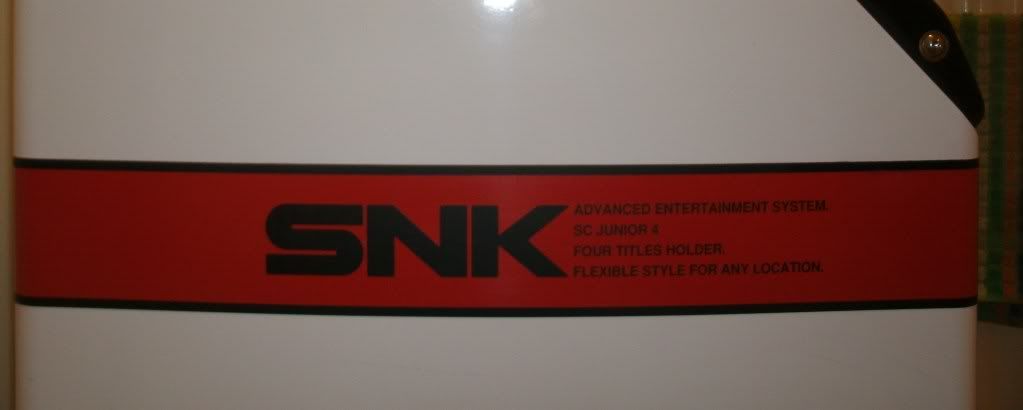 SNK
ADVANCED ENTERTAINMENT SYSTEM.
SC JUNIOR 4
FOUR TITLES HOLDER.
FLEXIBLE STYLE FOR ANY LOCATION.